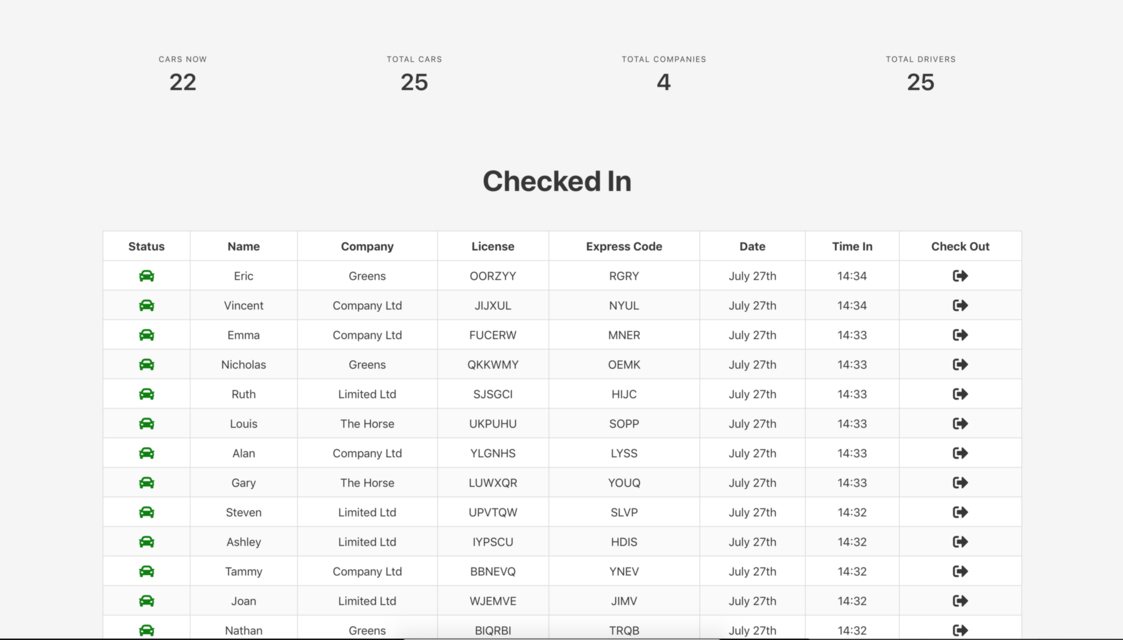 CARS NOW TOTAL CARS TOTAL COMPANIES TOTAL DRIVERS
22 25 4 25
Checked In
Status Name Company License Express Code Date Time In Check Out
Eric Greens OORZYY RGRY July 27th 14:34
Vincent Company Ltd JIJXUL NYUL July 27th 14:34
Emma Company Ltd FUCERW MNER July 27th 14:33
Nicholas Greens QKKWMY OEMK July 27th 14:33
Ruth Limited Ltd SJSGCI HIJC July 27th 14:33
Louis The Horse UKPUHU SOPP July 27th 14:33
Alan Company Ltd YLGNHS LYSS July 27th 14:33
Gary The Horse LUWXQR YOUQ July 27th 14:33
Steven Limited Ltd UPVTQW SLVP July 27th 14:32
Ashley Limited Ltd IYPSCU HDIS July 27th 14:32
Tammy Company Ltd BBNEVQ YNEV July 27th 14:32
Joan Limited Ltd WJEMVE JIMV July 27th 14:32
Nathan Greens BIQRBI TRQB July 27th 14:32